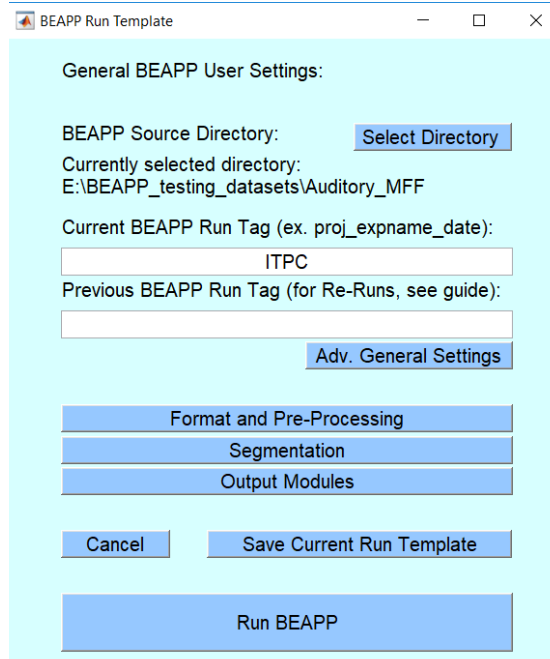 BEAPP Run Template
General BEAPP User Settings:
BEAPP Source Directory:
Select Directory
Currently selected directory:
E:\BEAPP_testing_datasets\Auditory_MFF
Current BEAPP Run Tag (ex. proj_expname_date):
ITPC
Previous BEAPP Run Tag (for Re-Runs, see guide):
Adv. General Settings
Format and Pre-Processing
Segmentation
Output Modules
Cancel
Save Current Run Template
Run BEAPP